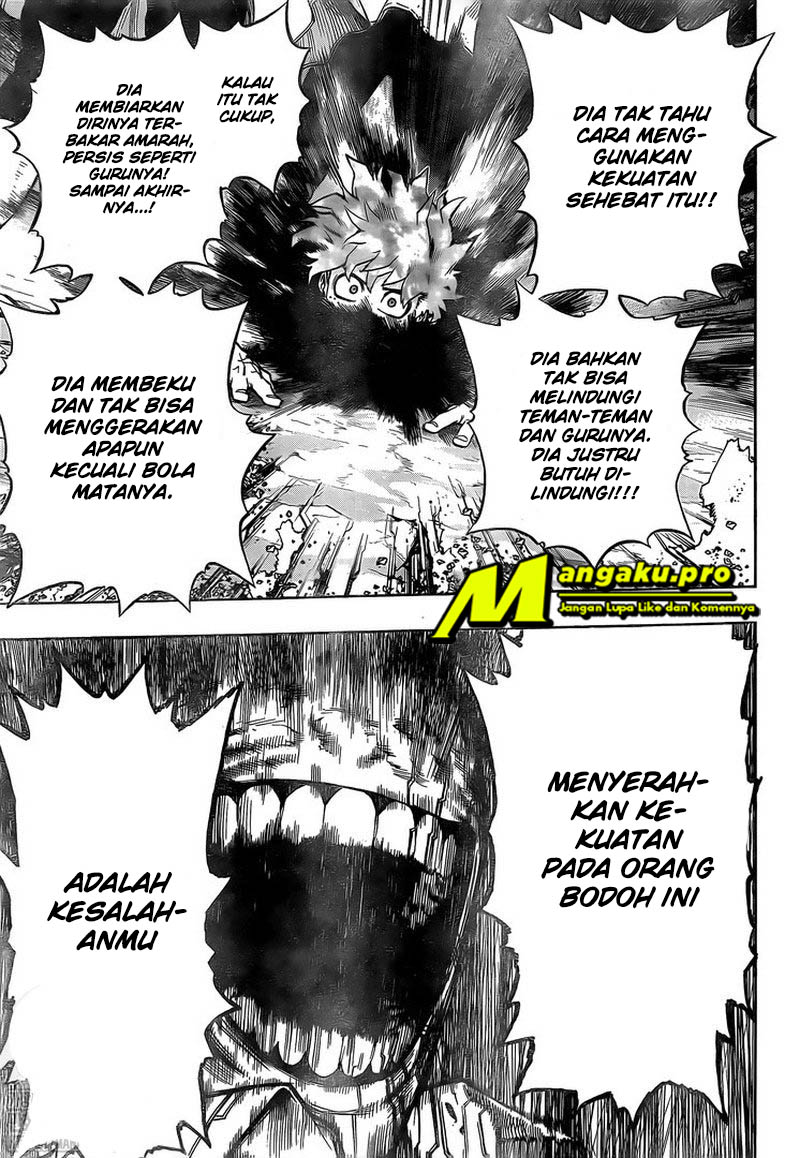 DIA TAK TAHU
CARA MENG-
GUNAKAN
KEKUATAN
SEHEBAT ITU!!
KALAU
ITU TAK
CUKUP,
DIA
MEMBIARKAN
DIRINYA TER-
BAKAR AMARAH,
PERSIS SEPERTI
GURUNYA!
SAMPAI AKHIR-
NYA...!
DIA BAHKAN
TAK BISA
MELINDUNGI
TEMAN-TEMAN
DAN GURUNYA.
DIA JUSTRU
BUTUH DI-
LINDUNGI!!!
DIA MEMBEKU
DAN TAK BISA
MENGGERAKAN
APAPUN
KECUALI BOLA
MATANYA.
Mangaku.pro
Jangan Lupa Like dan Komennya
MENYERAH-
KAN KE-
KUATAN
PADA ORANG
BODOH INI
ADALAH
KESALAH-
ANMU